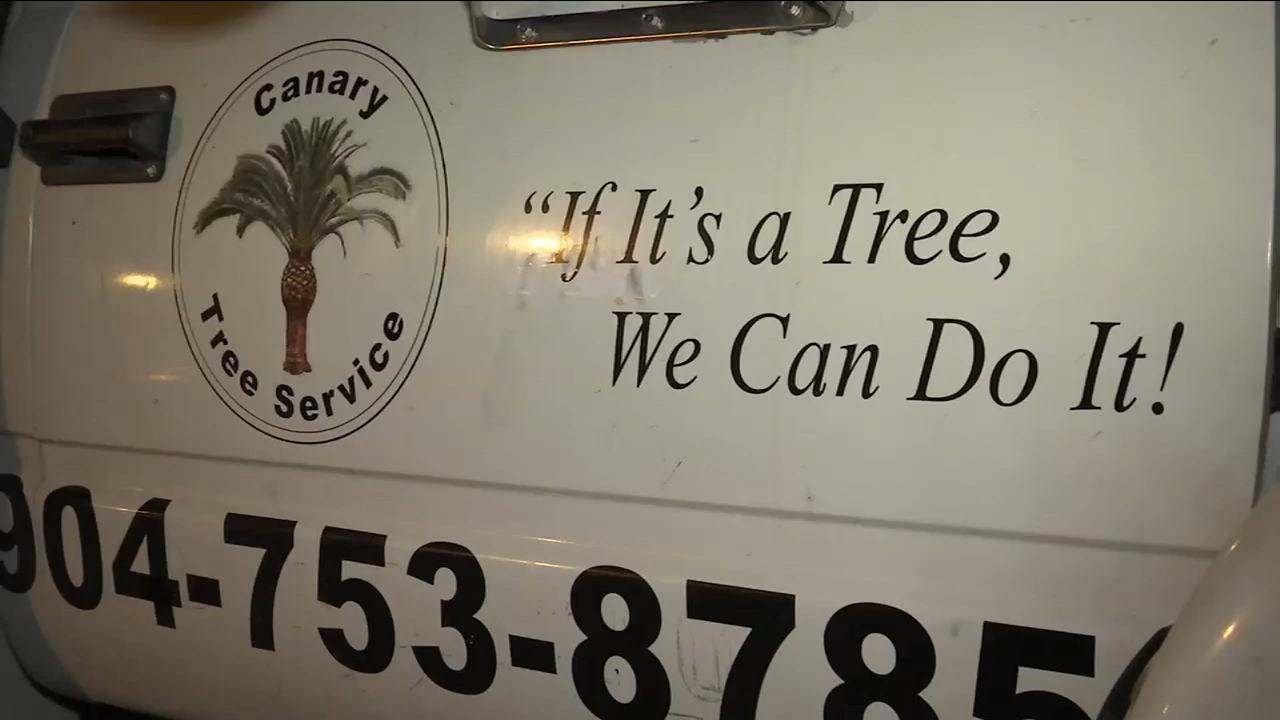 Canary
Tree Service
“If It’s a Tree,
We Can Do It!
904-753-8785